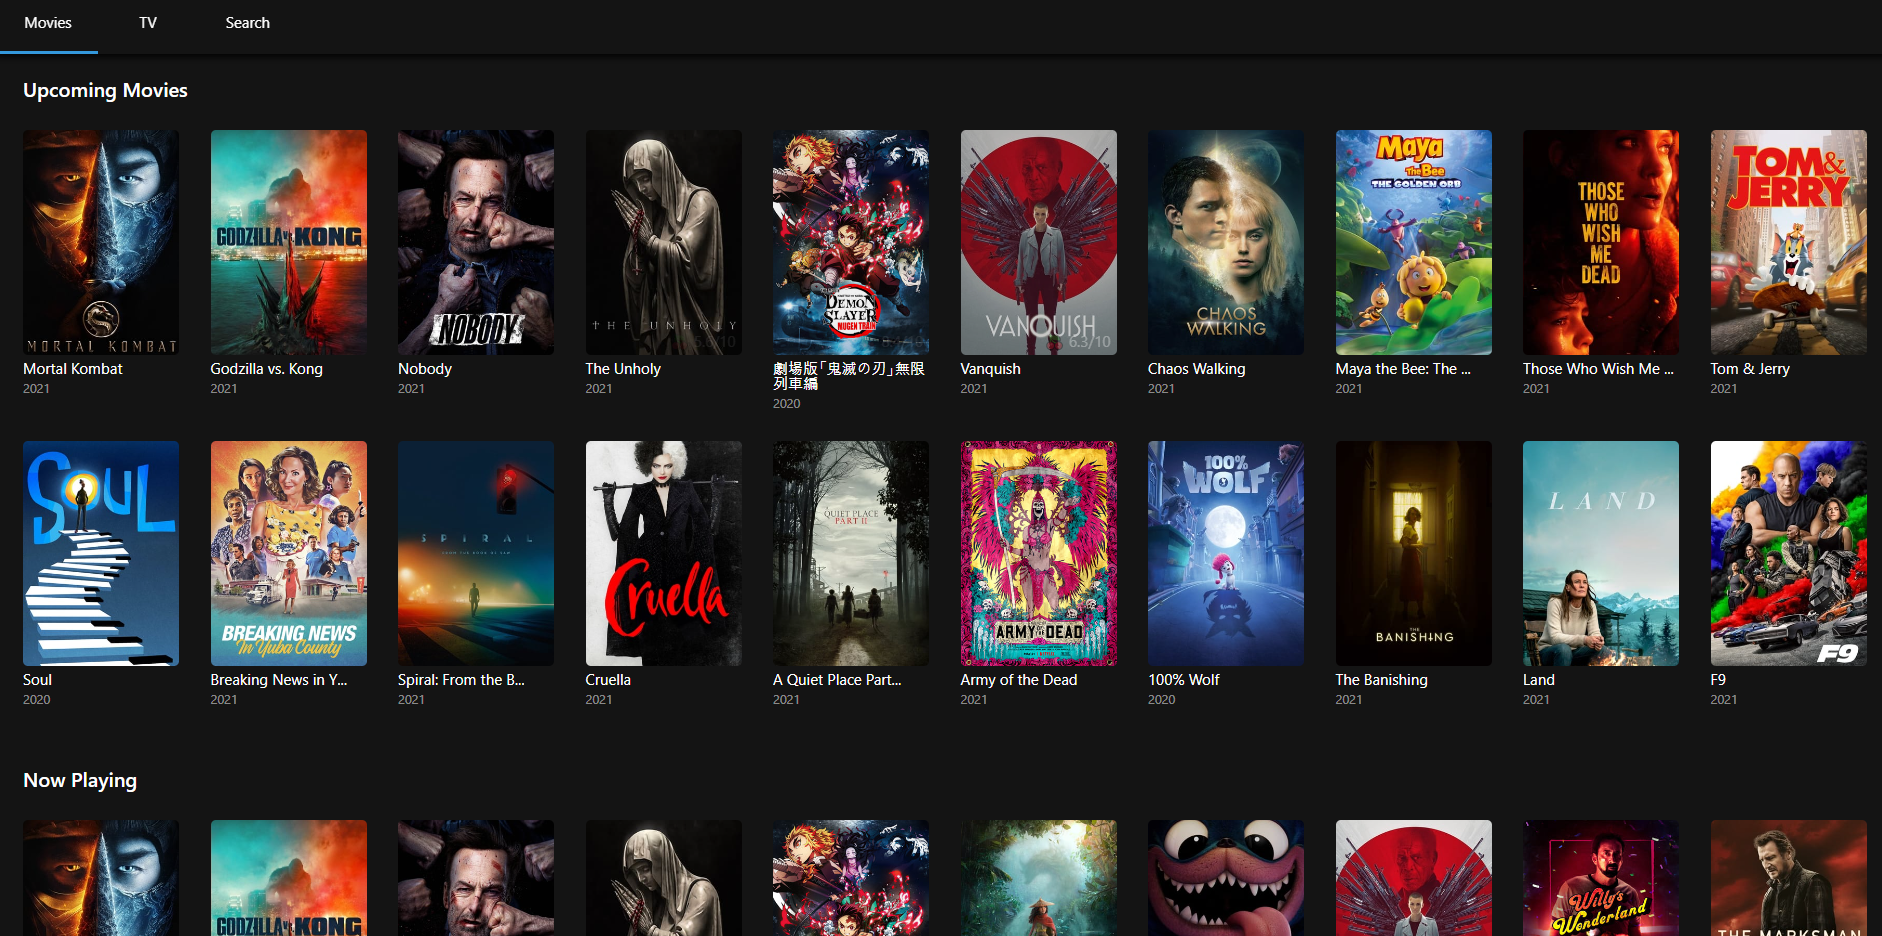 Movies
TV
Search
Upcoming Movies
MORTAL KOMBAT
GODZILLA vs. KONG
NOBODY
THE UNHOLY
DEMON
SLAYER
MUGEN TRAIN
VANQUISH
6.3/10
CHAOS
WALKING
Maya
The Bee
THE GOLDEN ORB
THOSE
WHO
WISH
ME
DEAD
TOM &
JERRY
Mortal Kombat
2021
Godzilla vs. Kong
2021
Nobody
2021
The Unholy
2021
劇場版「鬼滅の刃」無限
列車編
2020
Vanquish
2021
Chaos Walking
2021
Maya the Bee: The ...
2021
Those Who Wish Me ...
2021
Tom & Jerry
2021
SOUL
BREAKING NEWS
In Yuba County
SPIRAL
FROM THE BOOK OF SAW
Cruella
A QUIET PLACE
PART II
ARMY OF THE DEAD
100%
WOLF
THE
BANISHING
LAND
F9
Soul
2020
Breaking News in Y...
2021
Spiral: From the B...
2021
Cruella
2021
A Quiet Place Part...
2021
Army of the Dead
2021
100% Wolf
2020
The Banishing
2021
Land
2021
F9
2021
Now Playing
GODZILLA vs. KONG
Willy's
Wonderland
THE MARKSMAN